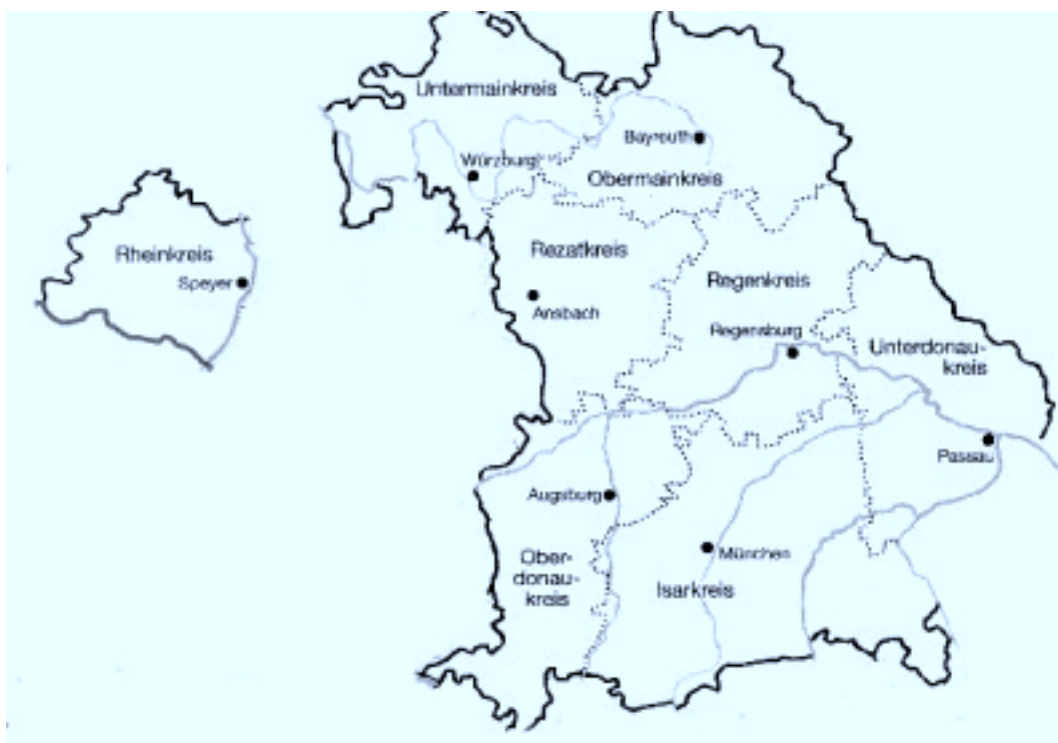 Untermainkreis
Bayreuth
Würzburg
Obermainkreis
Rheinkreis
Speyer
Rezatkreis
Ansbach
Regenkreis
Regensburg
Unterdonau-
kreis
Passau
Augsburg
München
Ober-
donau-
kreis
Isarkreis